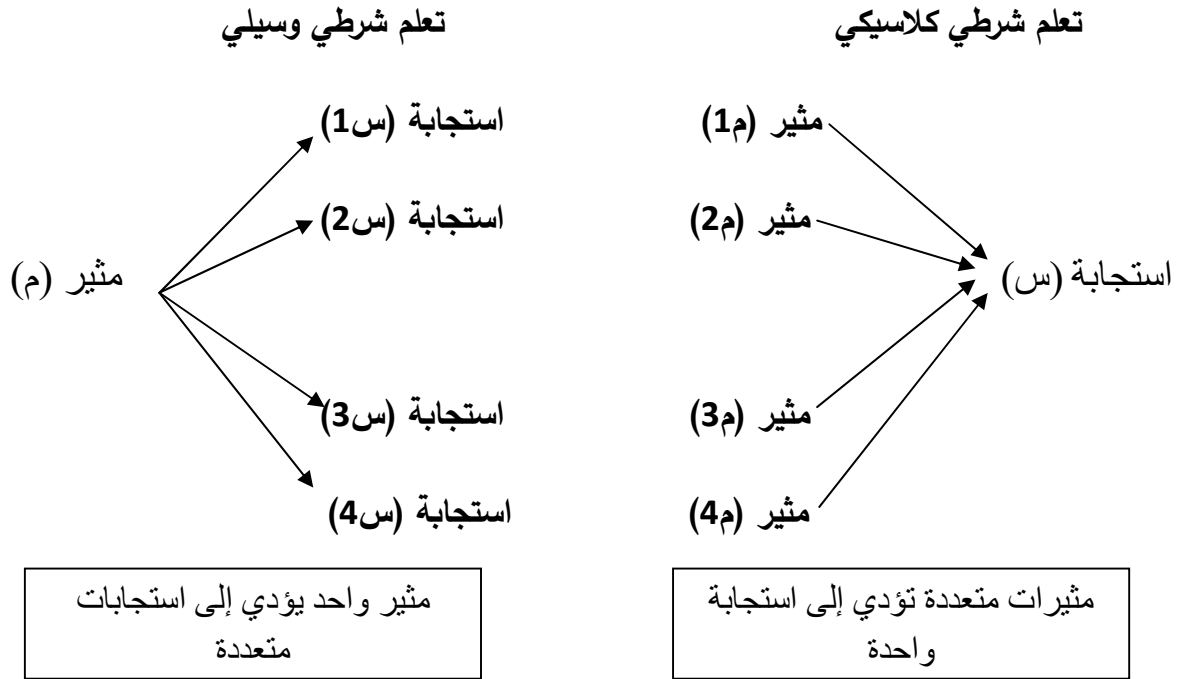 تعلم شرطي كلاسيكي
مثير (م1)
مثير (م2)
استجابة (س)
مثير (م3)
مثير (م4)
مثيرات متعددة تؤدي إلى استجابة
واحدة
تعلم شرطي وسيلي
استجابة (س1)
استجابة (س2)
مثير (م)
استجابة (س3)
استجابة (س4)
مثير واحد يؤدي إلى استجابات
متعددة